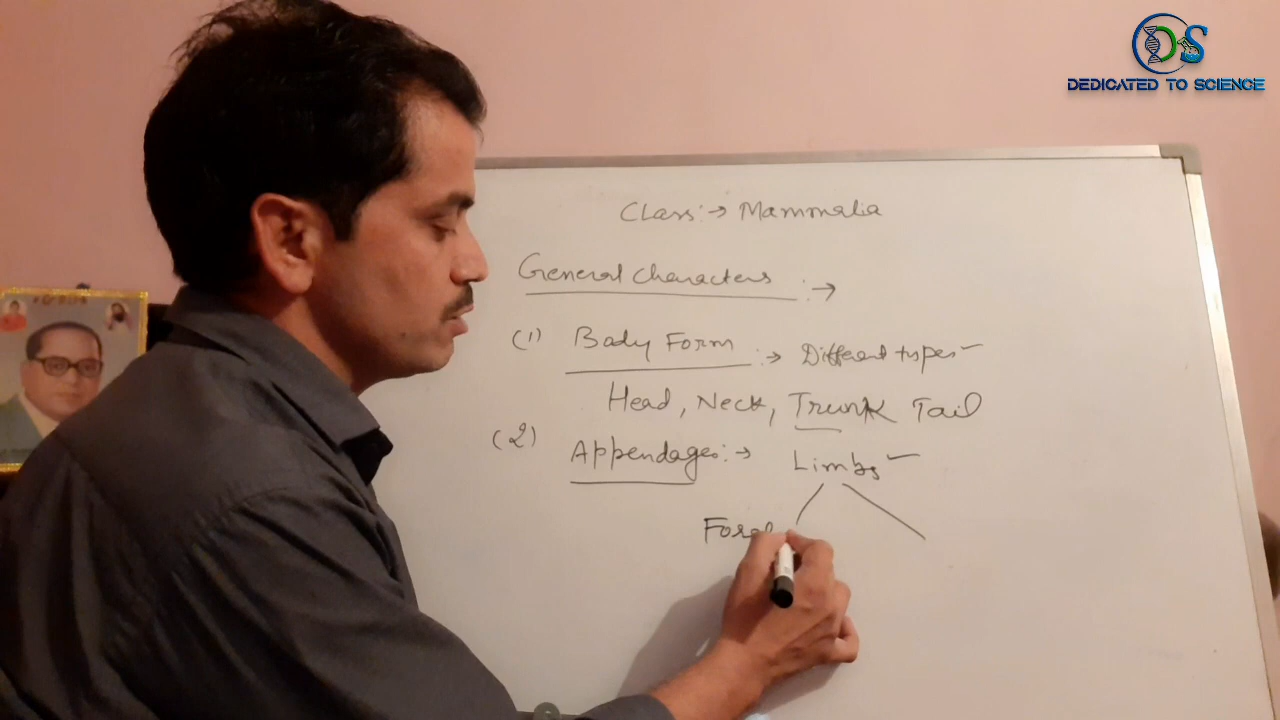 DS
DEDICATED TO SCIENCE
Class:→ Mammalia
General characters :→
(1) Body Form :→ Different types
Head, Neck, Trunk Tail
(2) Appendages:→ Limbs
Fore